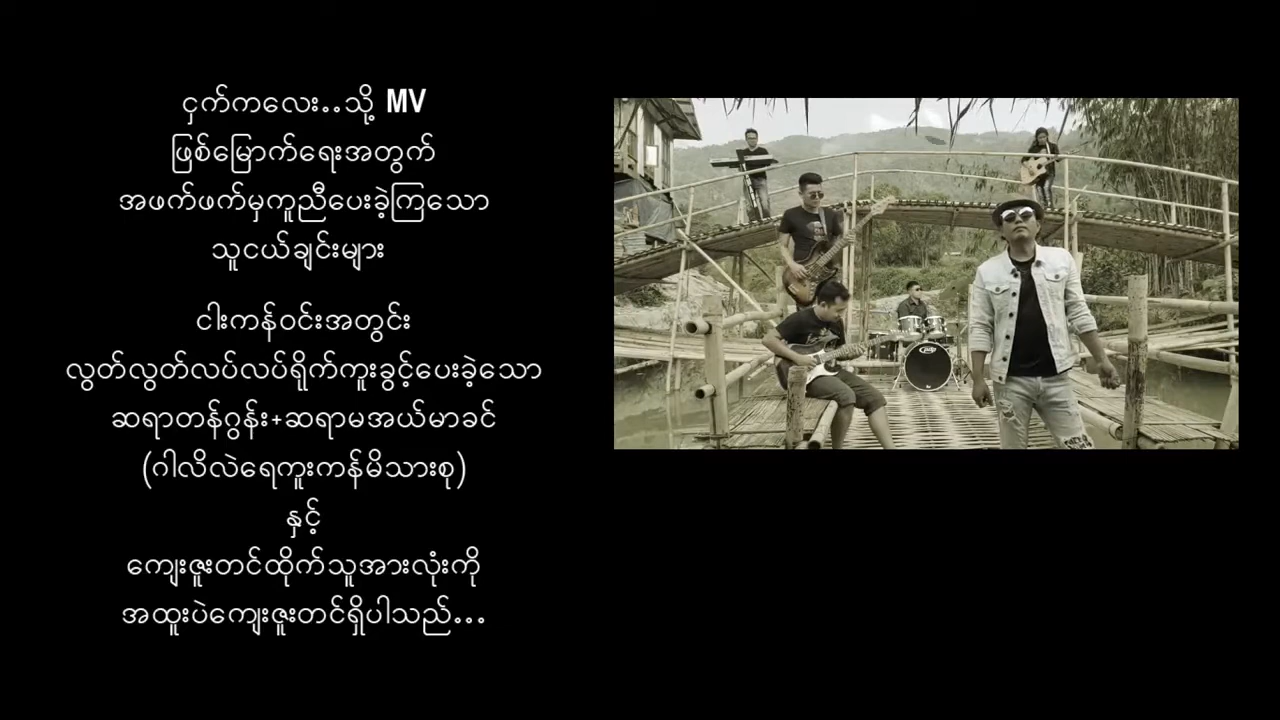 ငှက်ကလေး..သို့ MV
ဖြစ်မြောက်ရေးအတွက်
အဖက်ဖက်မှကူညီပေးခဲ့ကြသော
သူငယ်ချင်းများ
ငါးကန်ဝင်းအတွင်း
လွတ်လွတ်လပ်လပ်ရိုက်ကူးခွင့်ပေးခဲ့သော
ဆရာတန်ဂွန်း+ဆရာမအယ်မာခင်
(ဂါလိလဲရေကူးကန်မိသားစု)
နှင့်
ကျေးဇူးတင်ထိုက်သူအားလုံးကို
အထူးပဲကျေးဇူးတင်ရှိပါသည်...